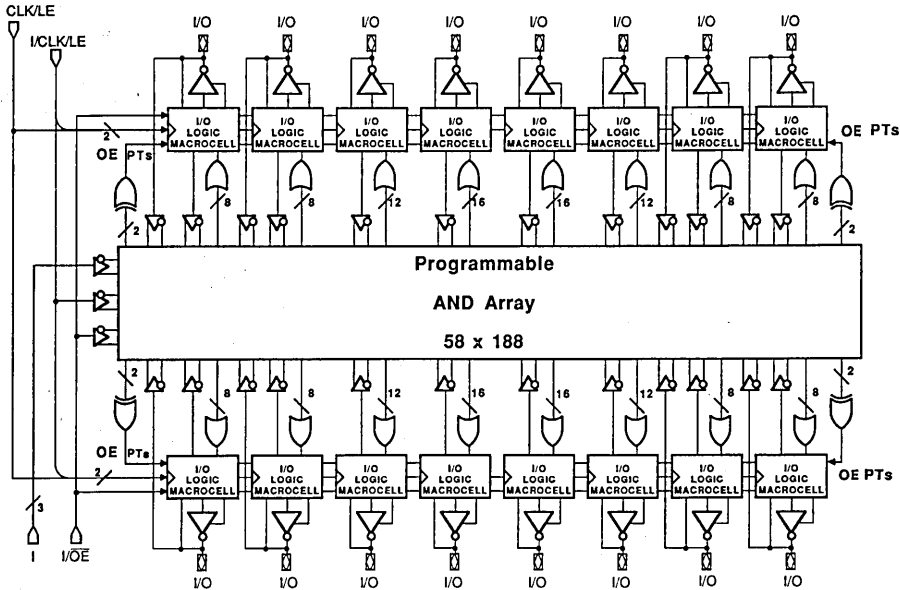 CLK/LE
I/CLK/LE
I/O I/O I/O I/O I/O I/O I/O I/O
I/O I/O I/O I/O I/O I/O I/O I/O
LOGIC LOGIC LOGIC LOGIC LOGIC LOGIC LOGIC LOGIC
MACROCELL MACROCELL MACROCELL MACROCELL MACROCELL MACROCELL MACROCELL MACROCELL
2
OE PTs
OE PTs
8 8 12 16 16 12 8 8
2 2
Programmable
AND Array
58 x 188
2 2
8 8 12 16 16 12 8 8
OE PTs
OE PTs
2
I/O I/O I/O I/O I/O I/O I/O I/O
LOGIC LOGIC LOGIC LOGIC LOGIC LOGIC LOGIC LOGIC
MACROCELL MACROCELL MACROCELL MACROCELL MACROCELL MACROCELL MACROCELL MACROCELL
3
I I/O̅E̅
I/O I/O I/O I/O I/O I/O I/O I/O